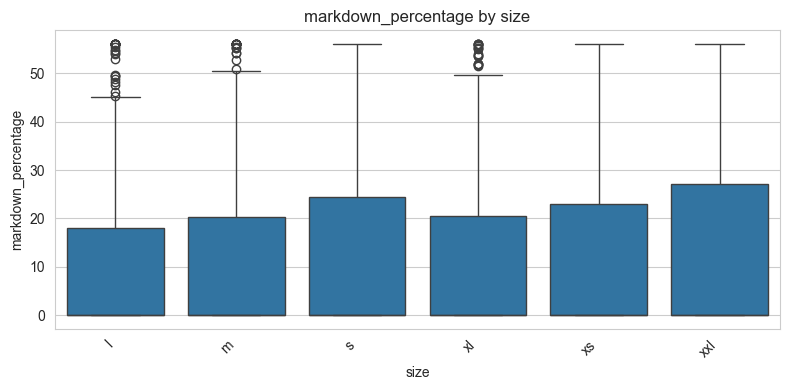 markdown_percentage by size
markdown_percentage
50
40
30
20
10
0
l
m
s
xl
xs
xxl
size